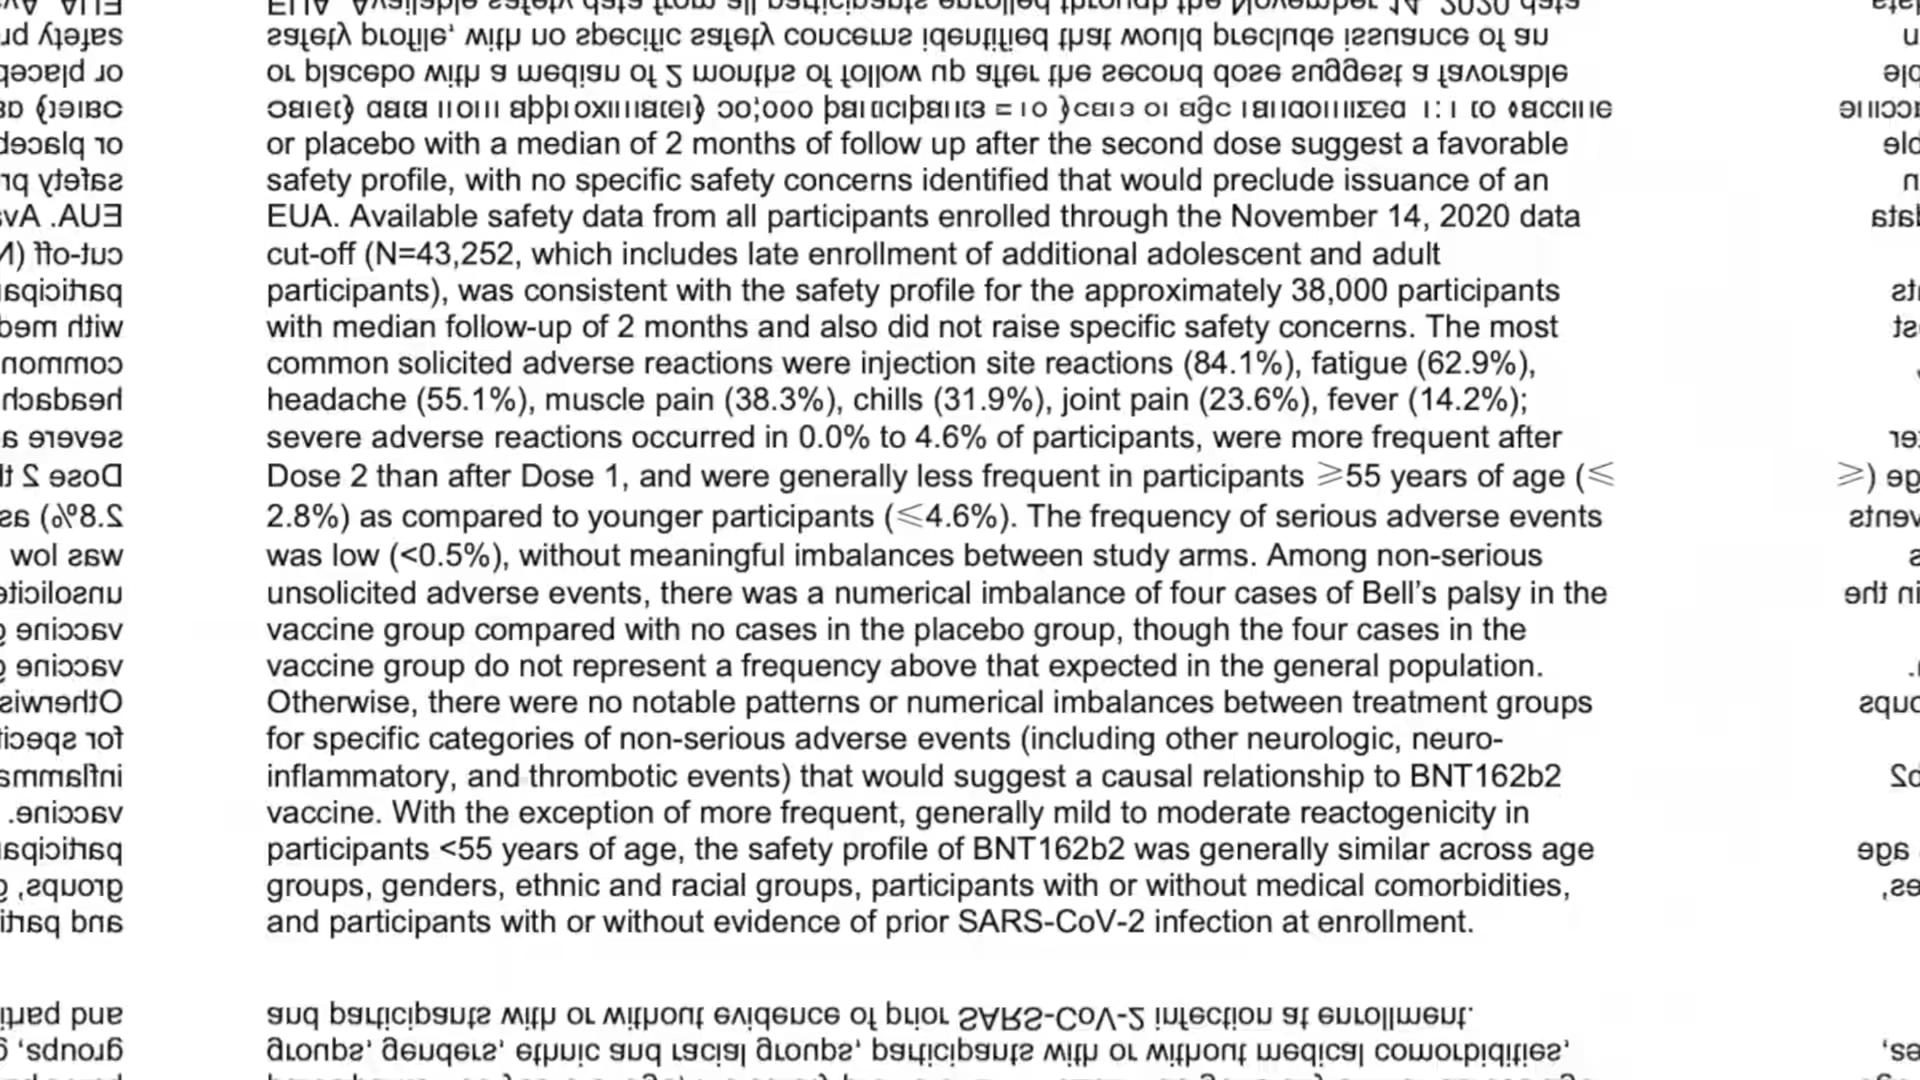 or placebo with a median of 2 months of follow up after the second dose suggest a favorable
safety profile, with no specific safety concerns identified that would preclude issuance of an
EUA. Available safety data from all participants enrolled through the November 14, 2020 data
cut-off (N=43,252, which includes late enrollment of additional adolescent and adult
participants), was consistent with the safety profile for the approximately 38,000 participants
with median follow-up of 2 months and also did not raise specific safety concerns. The most
common solicited adverse reactions were injection site reactions (84.1%), fatigue (62.9%),
headache (55.1%), muscle pain (38.3%), chills (31.9%), joint pain (23.6%), fever (14.2%);
severe adverse reactions occurred in 0.0% to 4.6% of participants, were more frequent after
Dose 2 than after Dose 1, and were generally less frequent in participants ≥55 years of age (≤
2.8%) as compared to younger participants (≤4.6%). The frequency of serious adverse events
was low (<0.5%), without meaningful imbalances between study arms. Among non-serious
unsolicited adverse events, there was a numerical imbalance of four cases of Bell’s palsy in the
vaccine group compared with no cases in the placebo group, though the four cases in the
vaccine group do not represent a frequency above that expected in the general population.
Otherwise, there were no notable patterns or numerical imbalances between treatment groups
for specific categories of non-serious adverse events (including other neurologic, neuro-
inflammatory, and thrombotic events) that would suggest a causal relationship to BNT162b2
vaccine. With the exception of more frequent, generally mild to moderate reactogenicity in
participants <55 years of age, the safety profile of BNT162b2 was generally similar across age
groups, genders, ethnic and racial groups, participants with or without medical comorbidities,
and participants with or without evidence of prior SARS-CoV-2 infection at enrollment.